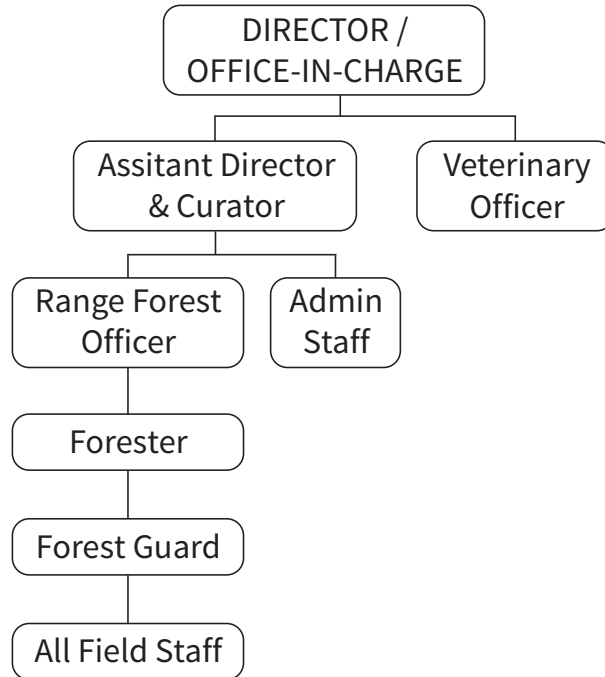 DIRECTOR /
OFFICE-IN-CHARGE
Assitant Director
& Curator
Veterinary
Officer
Range Forest
Officer
Admin
Staff
Forester
Forest Guard
All Field Staff